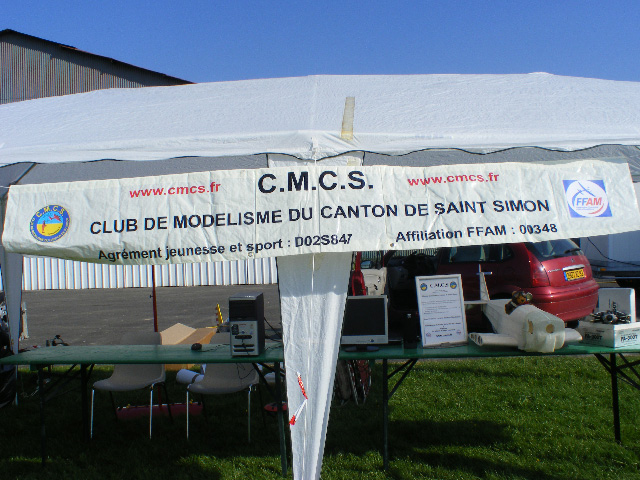 C.M.C.S.
www.cmcs.fr
www.cmcs.fr
CLUB DE MODELISME DU CANTON DE SAINT SIMON
Agrément jeunesse et sport : D02S847
Affiliation FFAM : 00348
C.M.C.S.
FFAM
C.M.C.S.